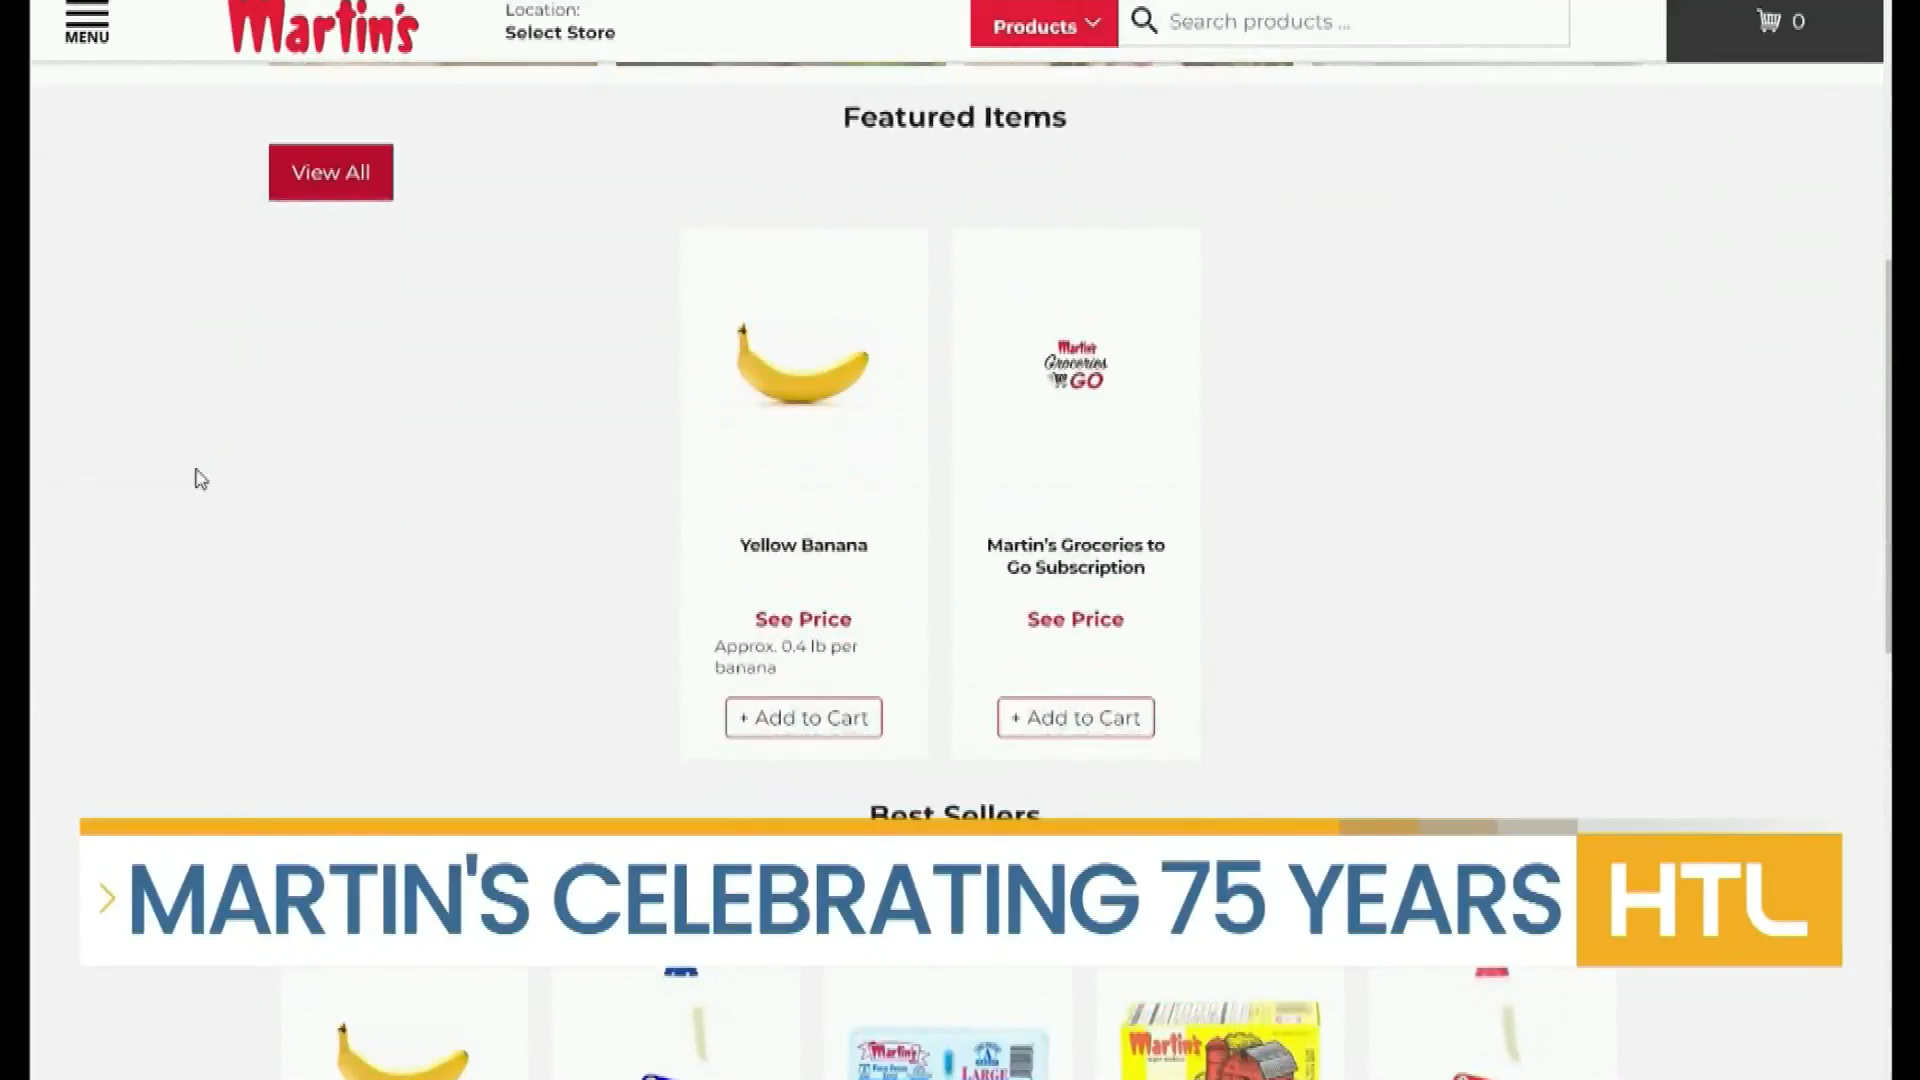 MENU
Martin's
Location:
Select Store
Products
Search products ...
0
Featured Items
View All
Martin's
Groceries
GO
Yellow Banana
Martin's Groceries to
Go Subscription
See Price
See Price
Approx. 0.4 lb per
banana
+ Add to Cart
+ Add to Cart
Best Sellers
MARTIN'S CELEBRATING 75 YEARS
HTL
Martin's
LARGE
Martin's